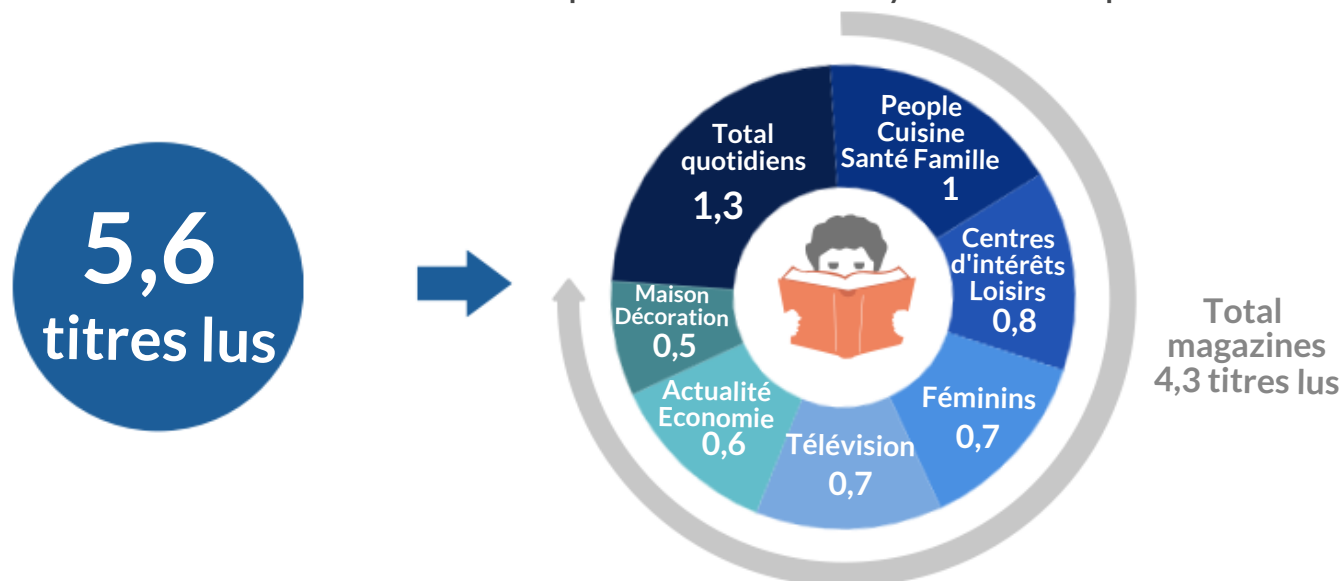 5,6
titres lus
Total
quotidiens
1,3
People
Cuisine
Santé Famille
1
Centres
d'intérêts
Loisirs
0,8
Féminins
0,7
Télévision
0,7
Actualité
Economie
0,6
Maison
Décoration
0,5
Total
magazines
4,3 titres lus